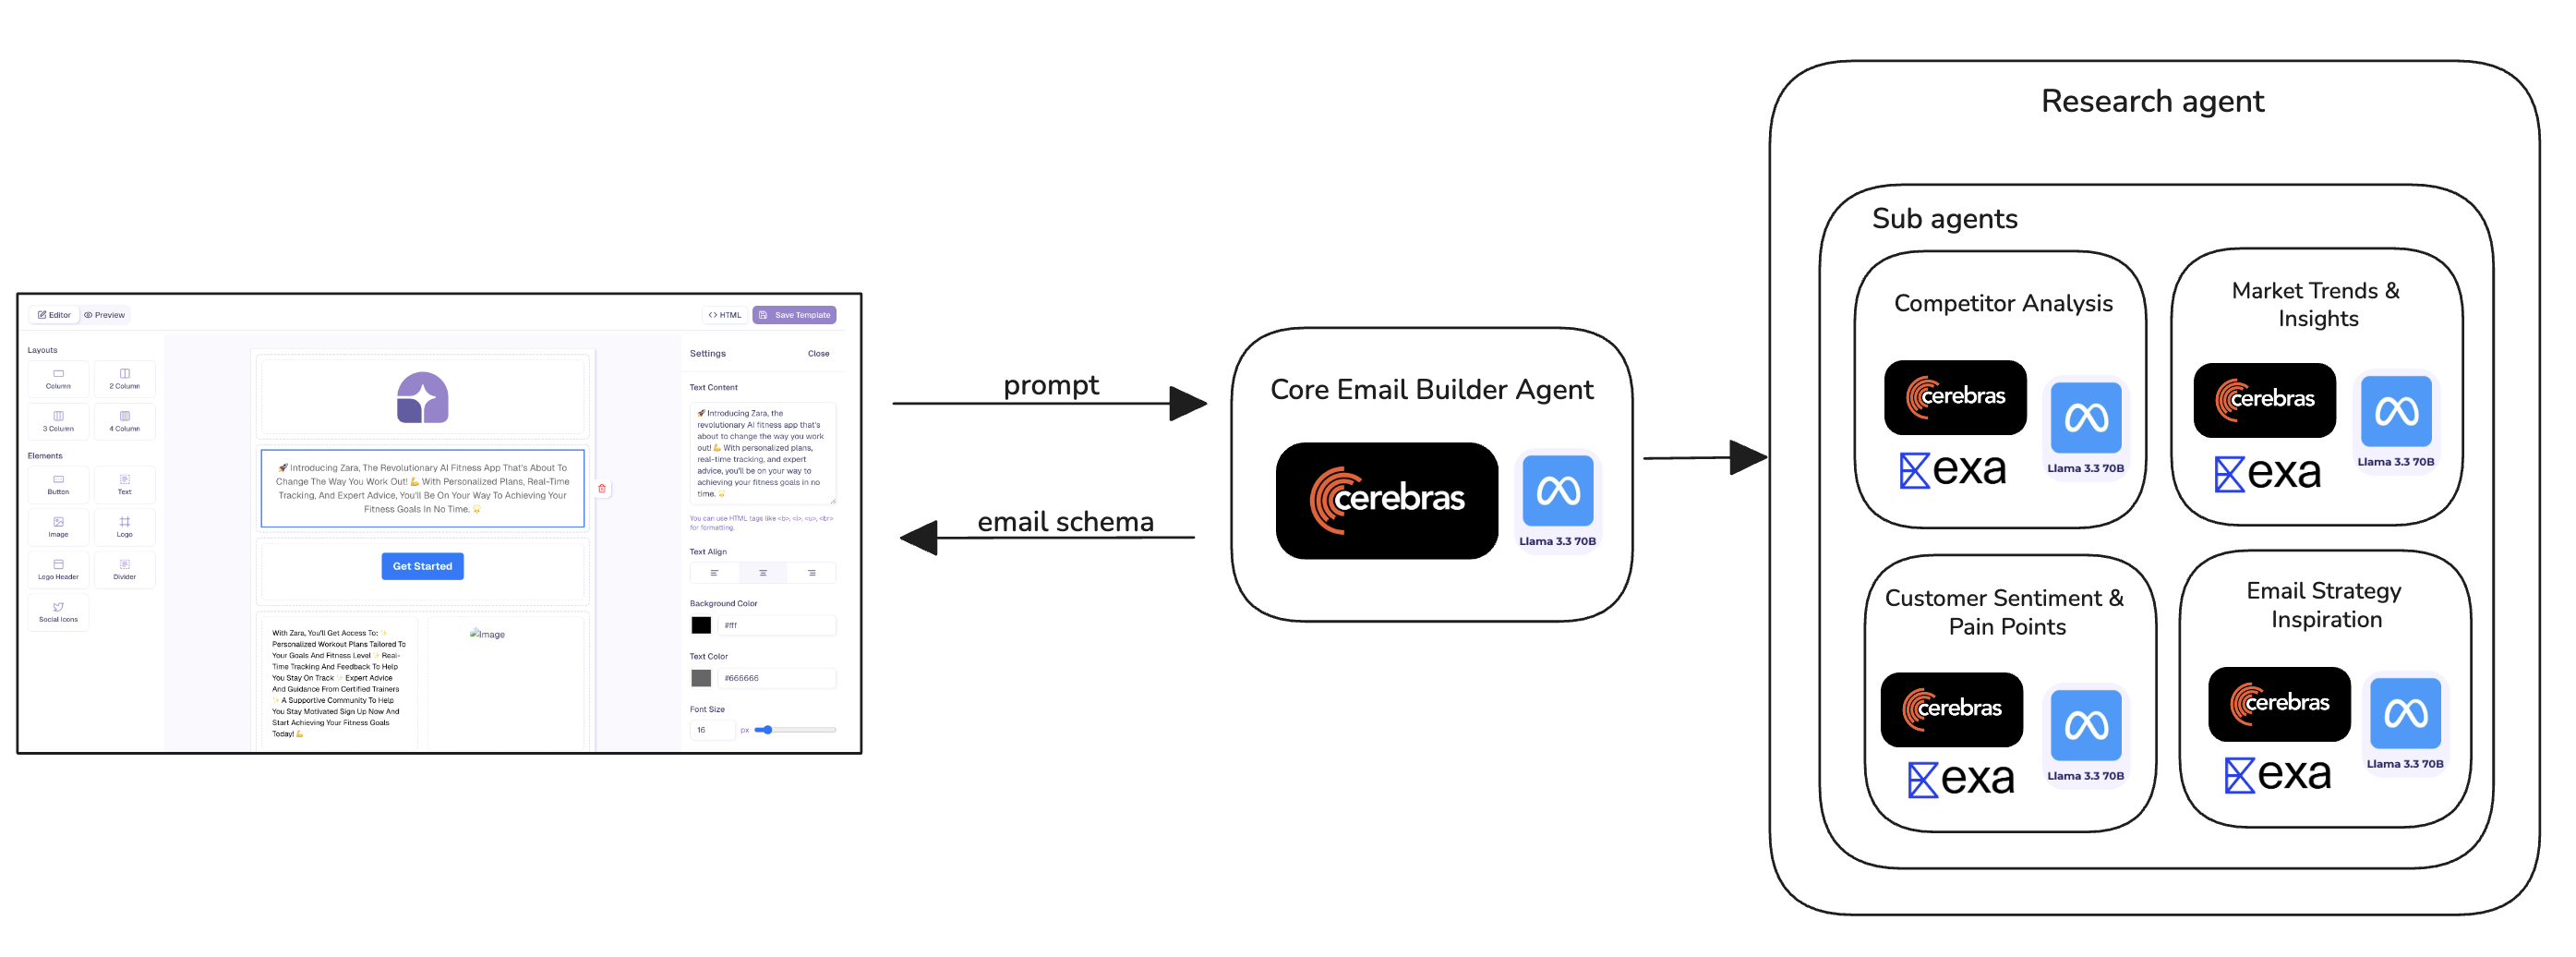 Editor
Preview
HTML
Save Template
Layouts
Column
2 Column
3 Column
4 Column
Elements
Button
Text
Image
Logo
Logo Header
Divider
Social Icons
🚀 Introducing Zara, The Revolutionary AI Fitness App That's About To
Change The Way You Work Out! 💪 With Personalized Plans, Real-Time
Tracking, And Expert Advice, You'll Be On Your Way To Achieving Your
Fitness Goals In No Time. 🌟
Get Started
With Zara, You'll Get Access To: ✨
Personalized Workout Plans Tailored To
Your Goals And Fitness Level ✨ Real-
Time Tracking And Feedback To Help
You Stay On Track ✨ Expert Advice
And Guidance From Certified Trainers
✨ A Supportive Community To Help
You Stay Motivated Sign Up Now And
Start Achieving Your Fitness Goals
Today! 💪
Image
Settings
Close
Text Content
🚀 Introducing Zara, the
revolutionary AI fitness app that's
about to change the way you work
out! 💪 With personalized plans,
real-time tracking, and expert
advice, you'll be on your way to
achieving your fitness goals in no
time. 🌟
You can use HTML tags like <b>, <i>, <u>, <br>
for formatting.
Text Align
Background Color
#fff
Text Color
#666666
Font Size
16
px
prompt
email schema
Core Email Builder Agent
cerebras
Llama 3.3 70B
Research agent
Sub agents
Competitor Analysis
cerebras
Llama 3.3 70B
exa
Market Trends &
Insights
cerebras
Llama 3.3 70B
exa
Customer Sentiment &
Pain Points
cerebras
Llama 3.3 70B
exa
Email Strategy
Inspiration
cerebras
Llama 3.3 70B
exa